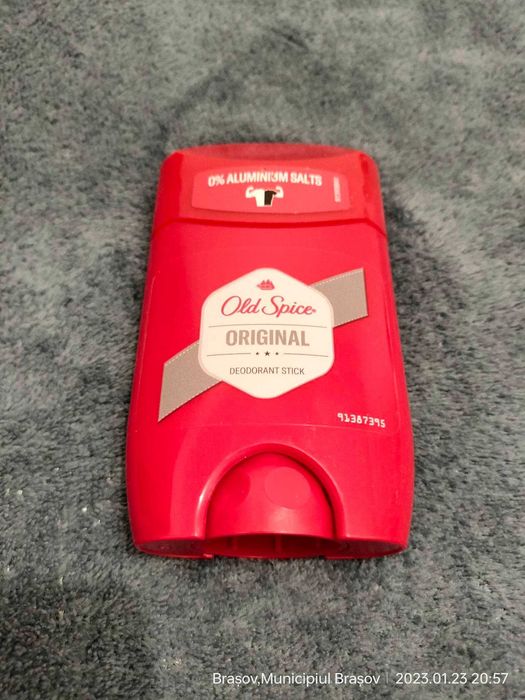 0% ALUMINIUM SALTS
Old Spice
ORIGINAL
DEODORANT STICK
91387395
Brașov,Municipiul Brașov | 2023.01.23 20:57